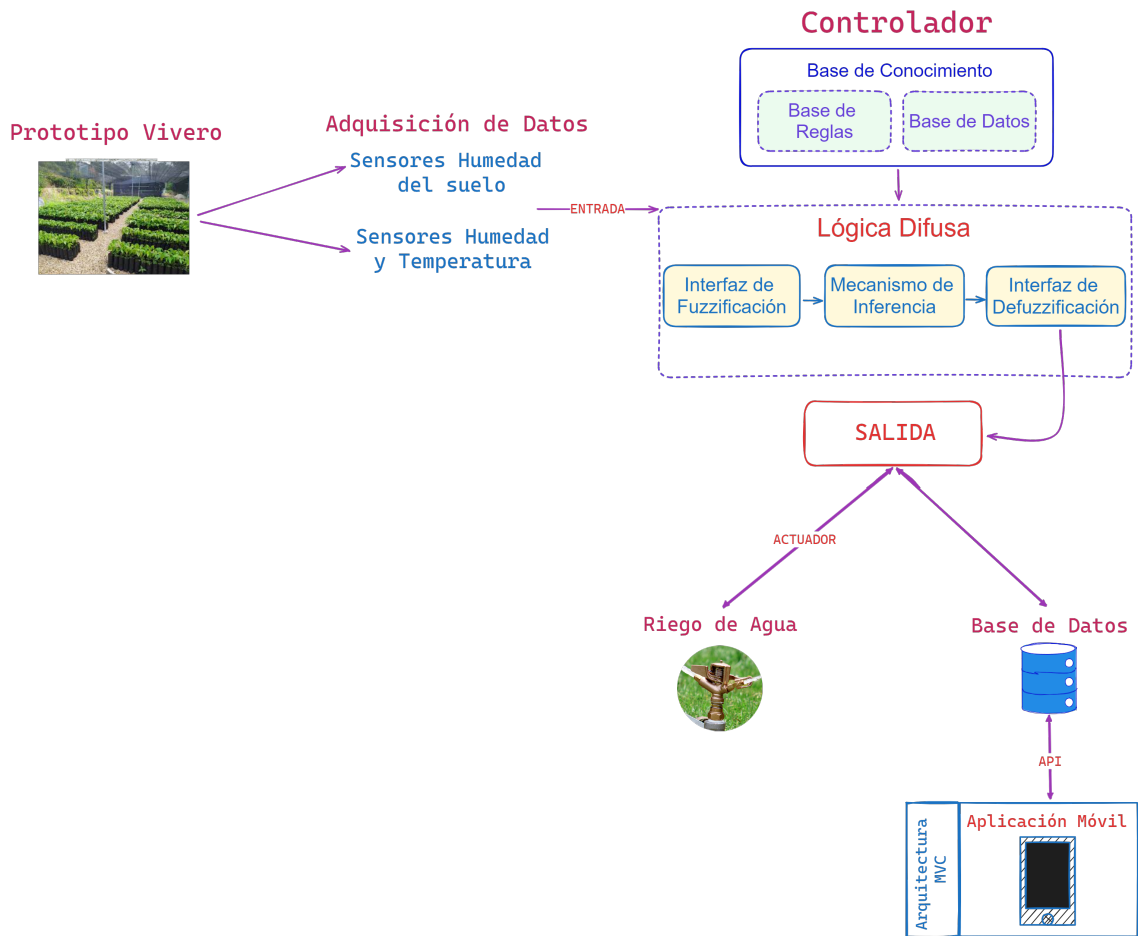 Controlador
Base de Conocimiento
Base de
Reglas
Base de Datos
Prototipo Vivero
Adquisición de Datos
Sensores Humedad
del suelo
Sensores Humedad
y Temperatura
ENTRADA
Lógica Difusa
Interfaz de
Fuzzificación
Mecanismo de
Inferencia
Interfaz de
Defuzzificación
SALIDA
ACTUADOR
Riego de Agua
Base de Datos
API
Arquitectura
MVC
Aplicación Móvil